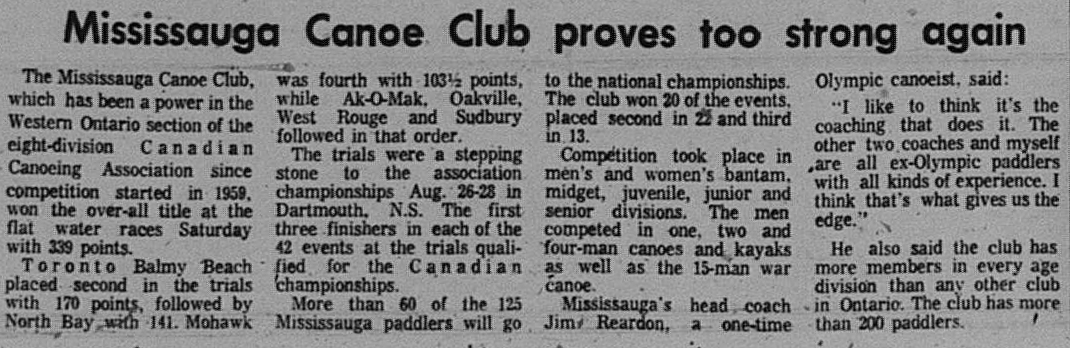 Mississauga Canoe Club proves too strong again
The Mississauga Canoe Club,
which has been a power in the
Western Ontario section of the
eight-division Canadian
Canoeing Association since
competition started in 1959,
won the over-all title at the
flat water races Saturday
with 339 points.
Toronto Balmy Beach
placed second in the trials
with 170 points, followed by
North Bay with 141. Mohawk
was fourth with 103½ points,
while Ak-O-Mak, Oakville,
West Rouge and Sudbury
followed in that order.
The trials were a stepping
stone to the association
championships Aug. 26-28 in
Dartmouth, N.S. The first
three finishers in each of the
42 events at the trials quali-
fied for the Canadian
championships.
More than 60 of the 125
Mississauga paddlers will go
to the national championships.
The club won 20 of the events,
placed second in 22 and third
in 13.
Competition took place in
men's and women's bantam,
midget, juvenile, junior and
senior divisions. The men
competed in one, two and
four-man canoes and kayaks
as well as the 15-man war
canoe.
Mississauga's head coach
Jim Reardon, a one-time
Olympic canoeist, said:
"I like to think it's the
coaching that does it. The
other two coaches and myself
are all ex-Olympic paddlers
with all kinds of experience. I
think that's what gives us the
edge."
He also said the club has
more members in every age
division than any other club
in Ontario. The club has more
than 200 paddlers.